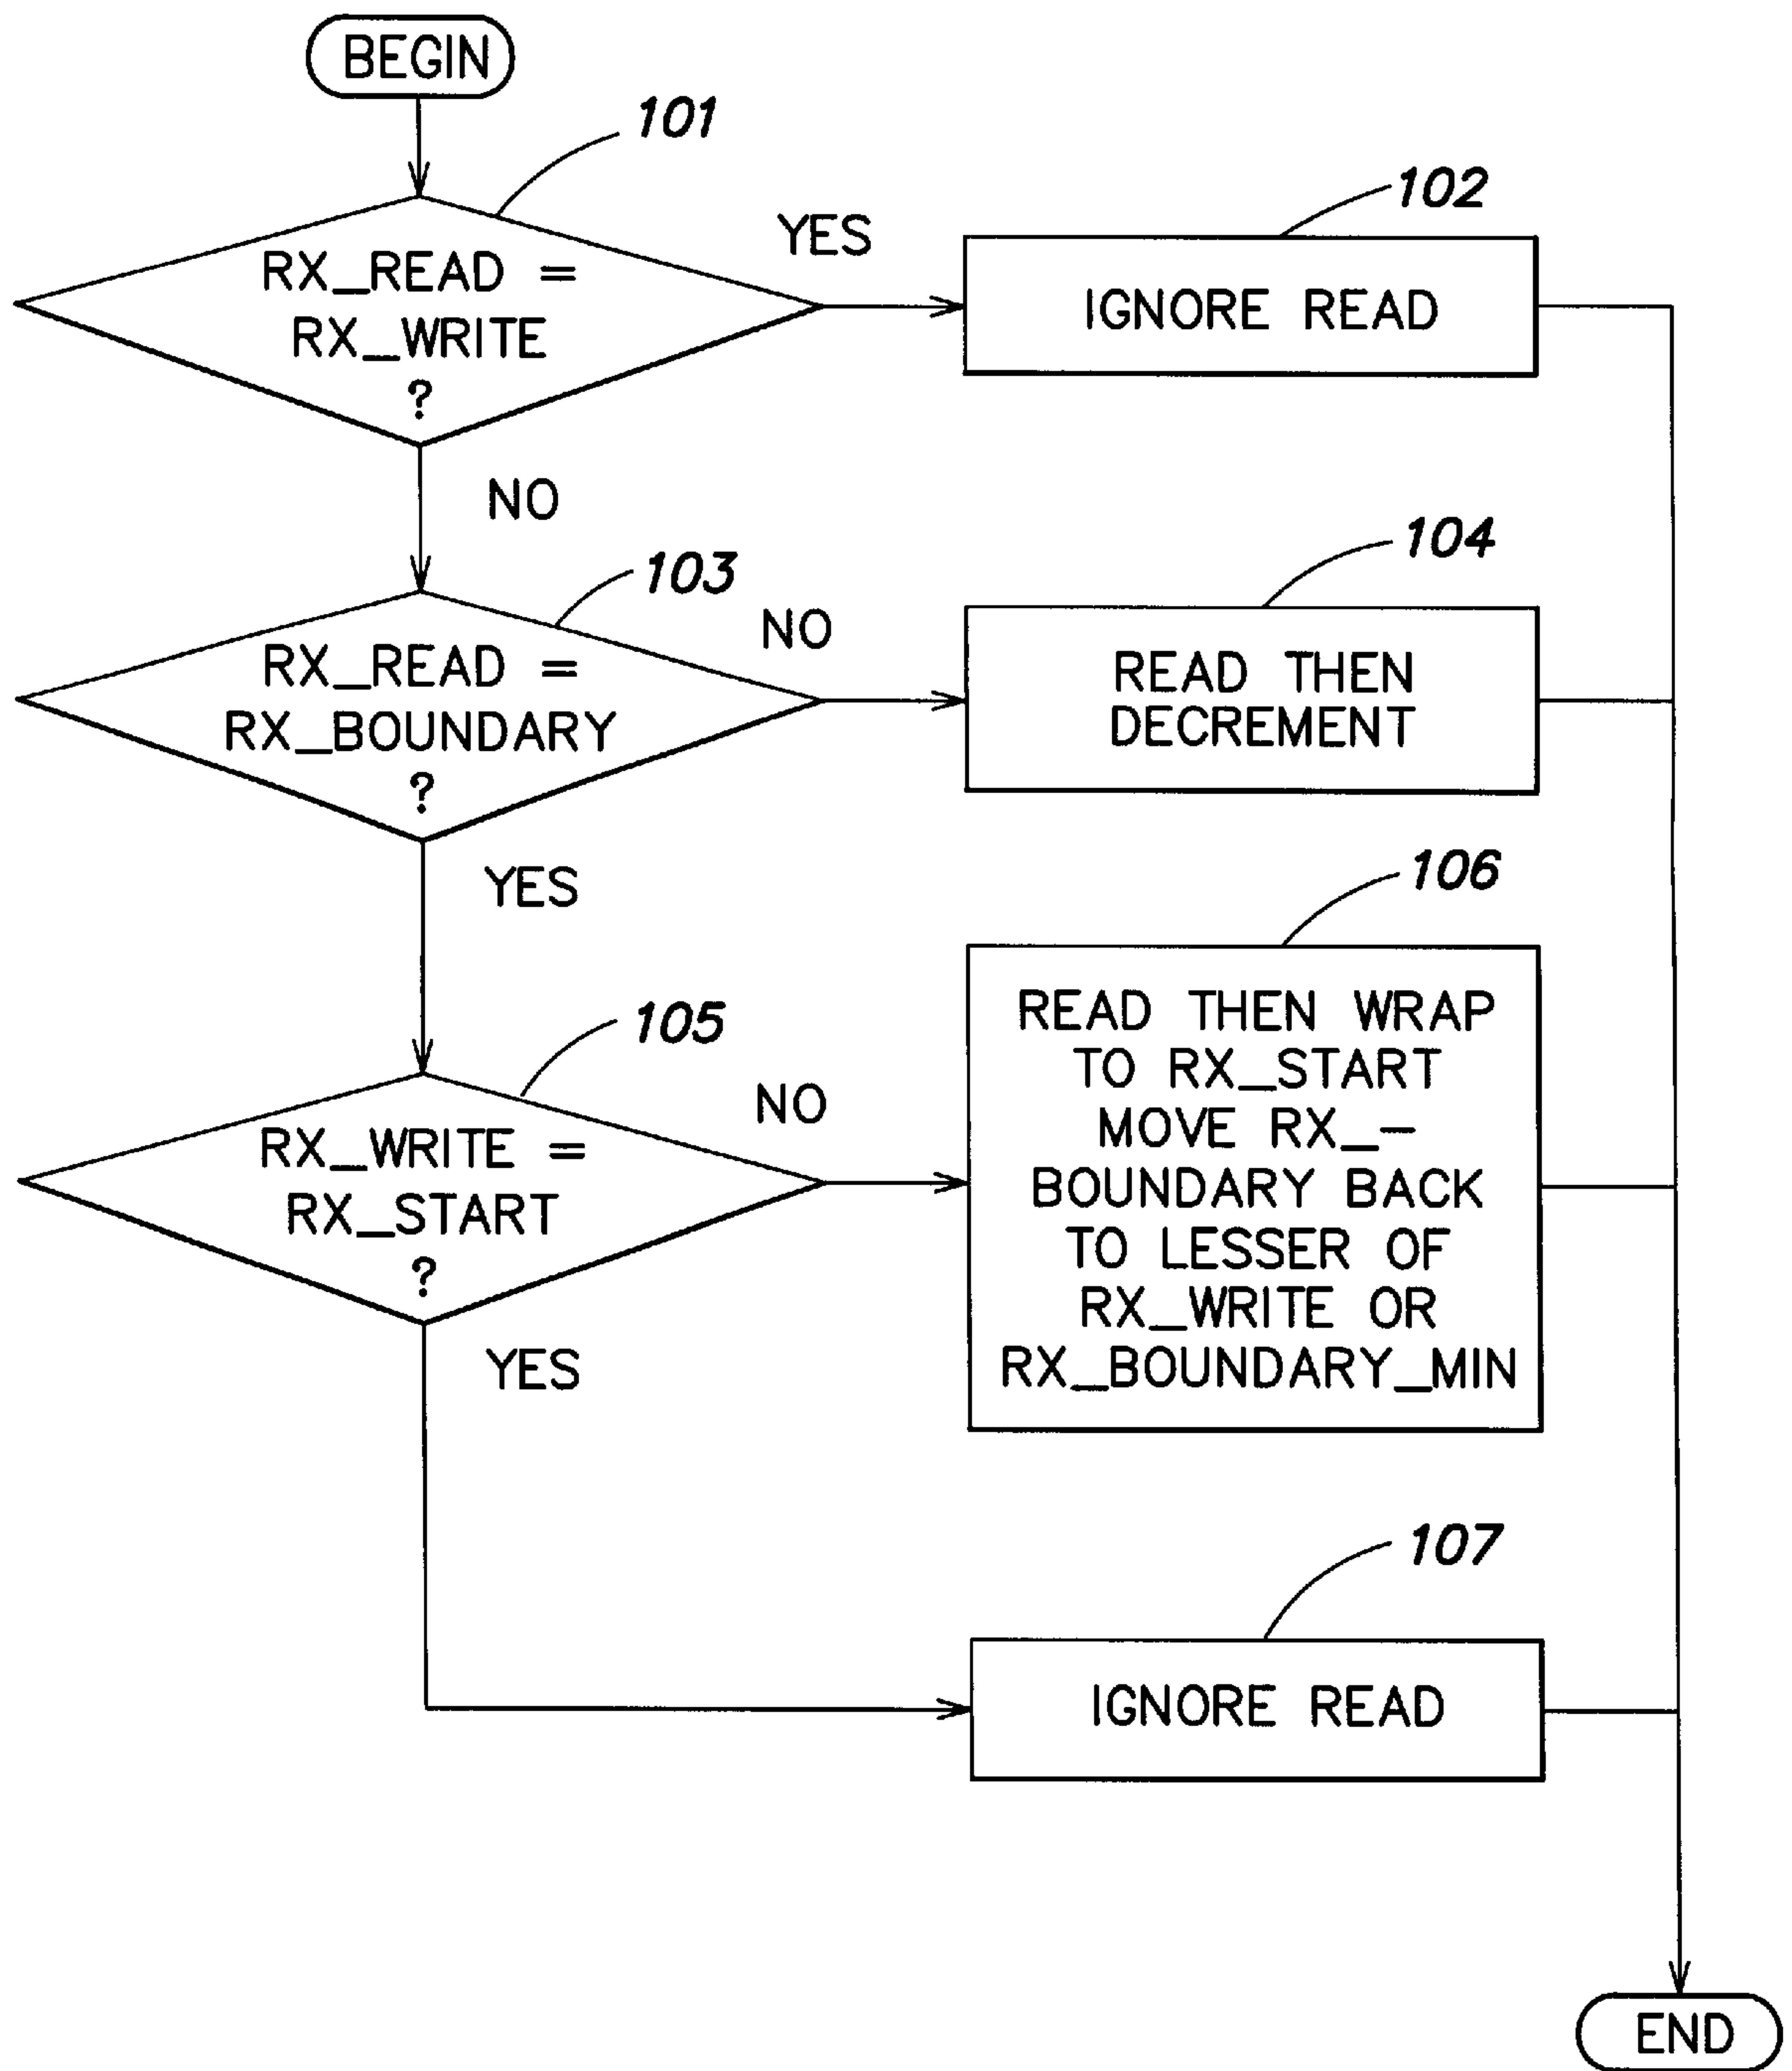 BEGIN
101
RX_READ =
RX_WRITE
?
YES
102
IGNORE READ
NO
103
RX_READ =
RX_BOUNDARY
?
NO
104
READ THEN
DECREMENT
YES
105
RX_WRITE =
RX_START
?
NO
106
READ THEN WRAP
TO RX_START
MOVE RX_-
BOUNDARY BACK
TO LESSER OF
RX_WRITE OR
RX_BOUNDARY_MIN
YES
107
IGNORE READ
END